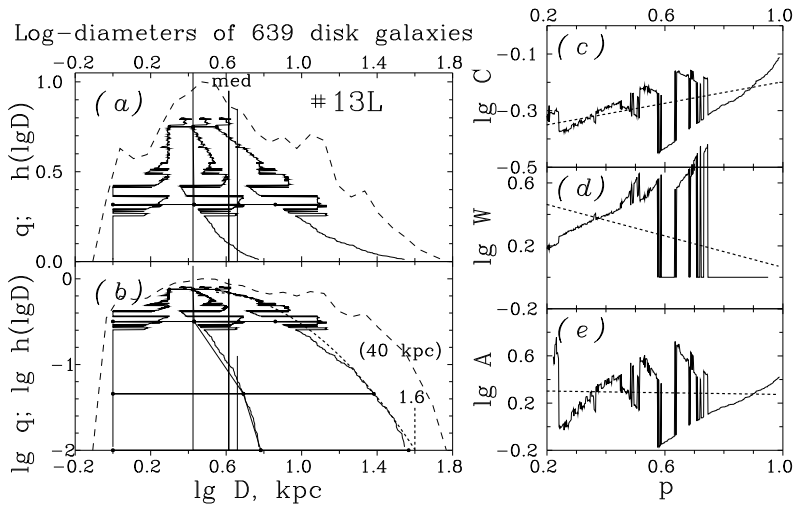 Log-diameters of 639 disk galaxies
-0.2 0.2 0.6 1.0 1.4 1.8
med
(a)
#13L
1.0
0.5
0.0
q; h(lgD)
(b)
0
-1
-2
(40 kpc)
1.6
lg q; lg h(lgD)
-0.2 0.2 0.6 1.0 1.4 1.8
lg D, kpc
0.2 0.6 1.0
(c)
-0.1
-0.3
-0.5
lg C
(d)
0.6
0.2
-0.2
lg W
(e)
0.6
0.2
-0.2
lg A
0.2 0.6 1.0
p